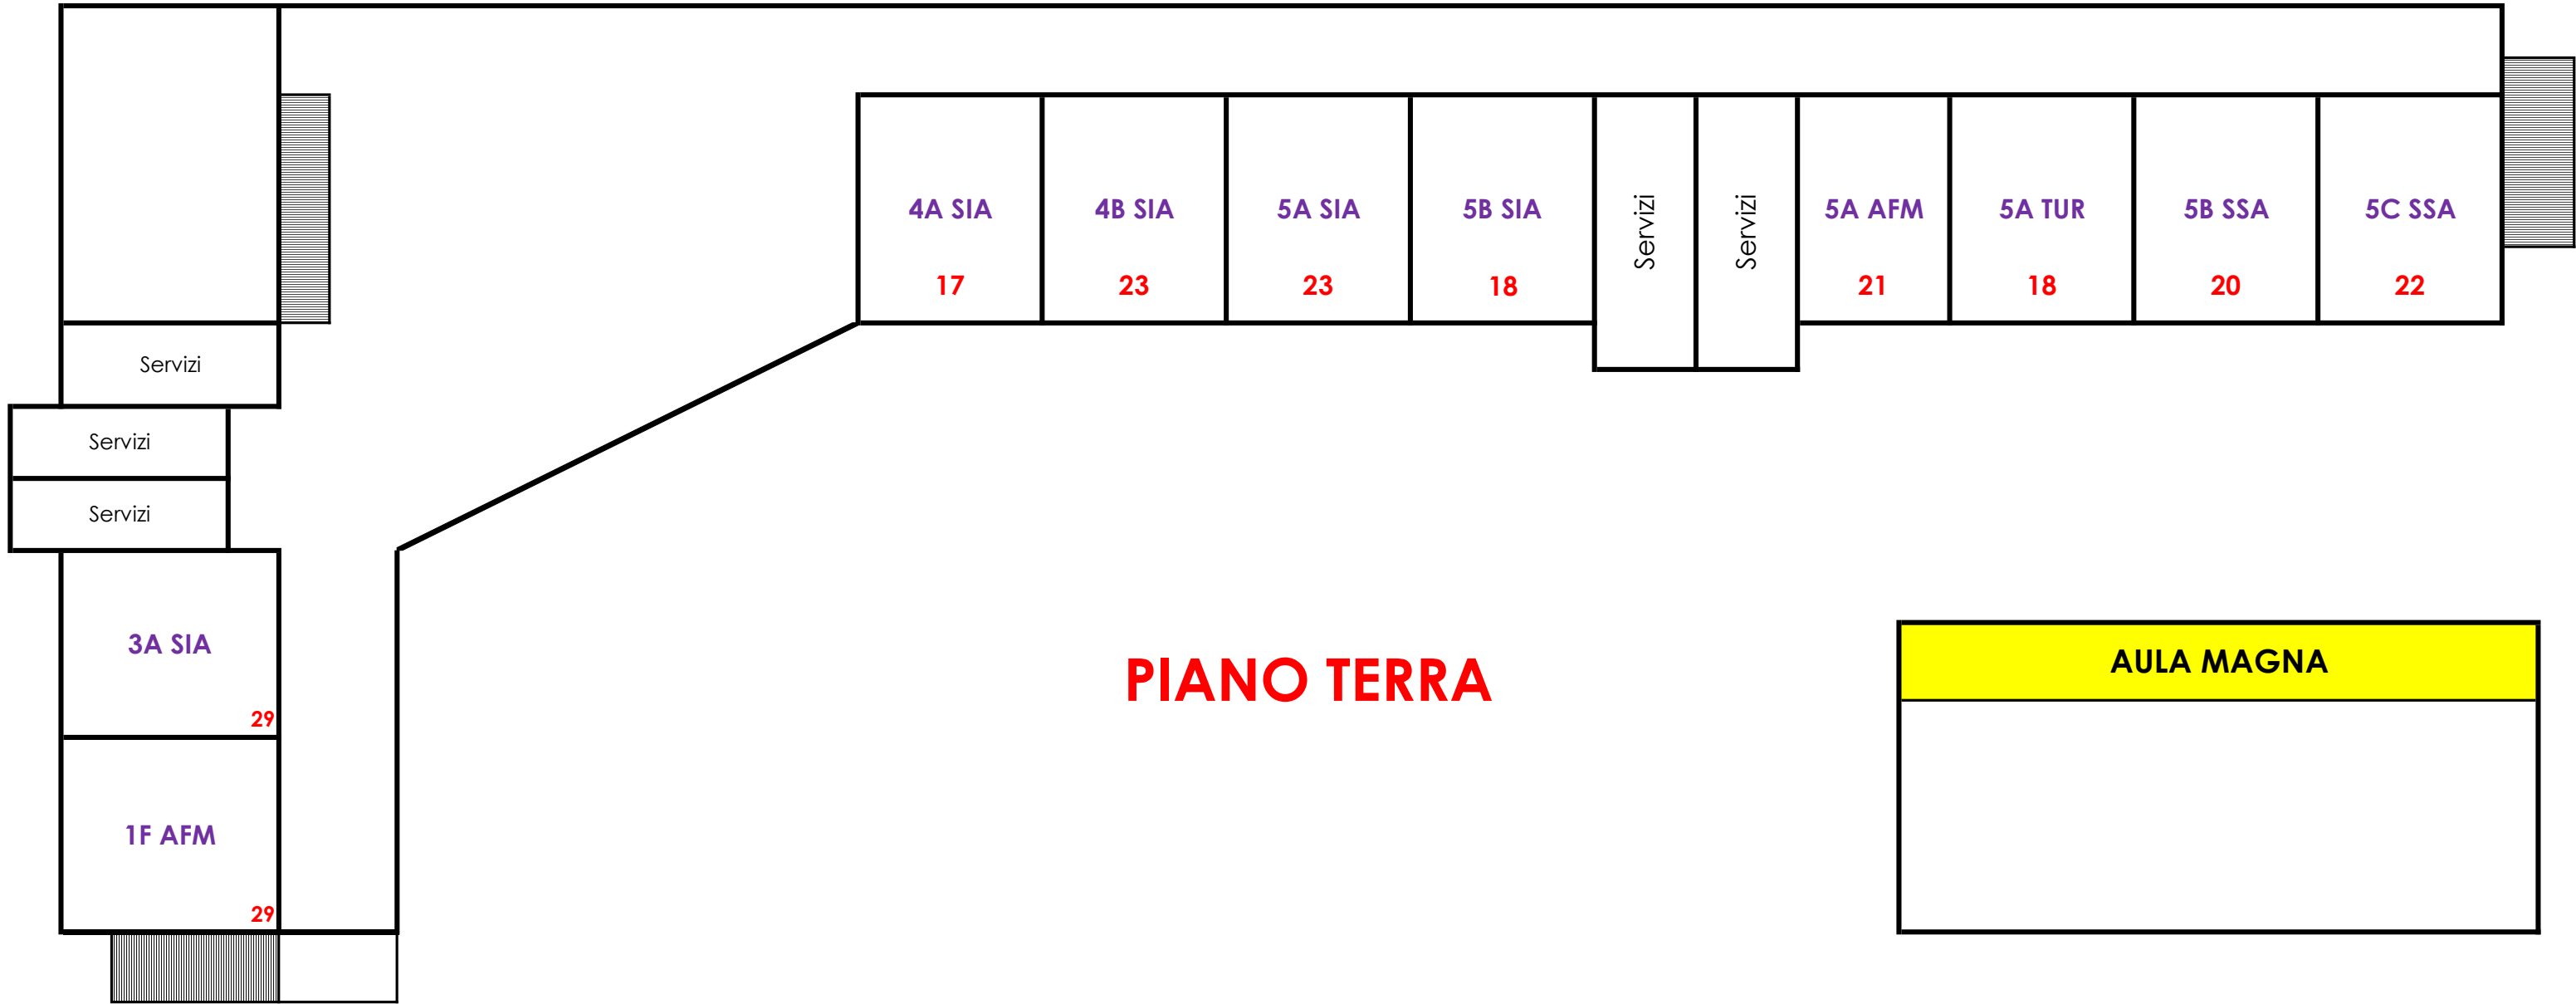 4A SIA
4B SIA
5A SIA
5B SIA
Servizi
Servizi
5A AFM
5A TUR
5B SSA
5C SSA
17
23
23
18
21
18
20
22
Servizi
Servizi
Servizi
3A SIA
29
1F AFM
29
PIANO TERRA
AULA MAGNA